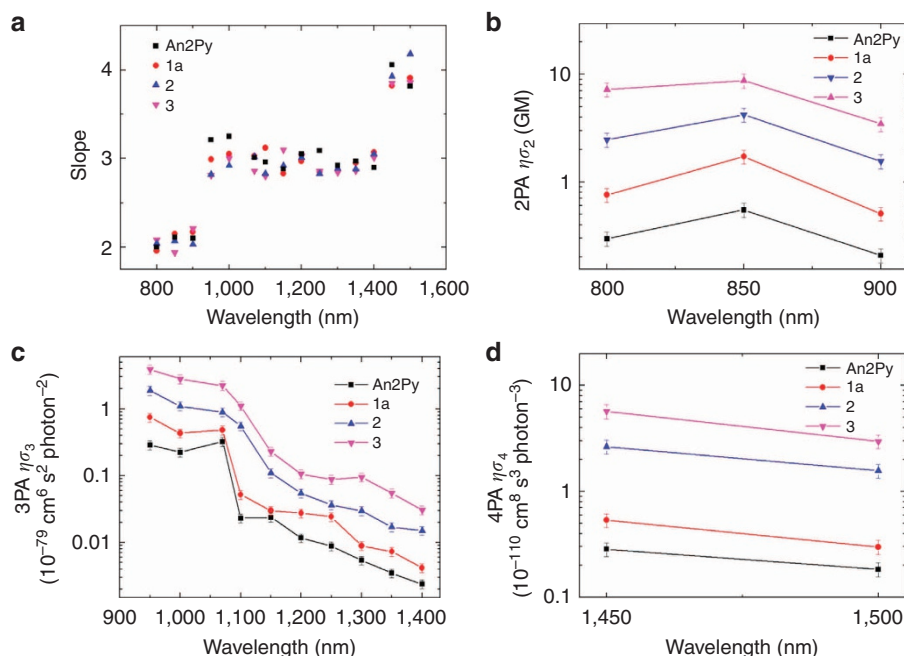 a
An2Py
1a
2
3
4
3
2
Slope
800
1,000
1,200
1,400
1,600
Wavelength (nm)
b
An2Py
1a
2
3
10
1
2PA ησ2 (GM)
800
850
900
Wavelength (nm)
c
An2Py
1a
2
3
1
0.1
0.01
3PA ησ3
(10−79 cm6 s2 photon−2)
900
1,000
1,100
1,200
1,300
1,400
Wavelength (nm)
d
An2Py
1a
2
3
10
1
0.1
4PA ησ4
(10−110 cm8 s3 photon−3)
1,450
1,500
Wavelength (nm)